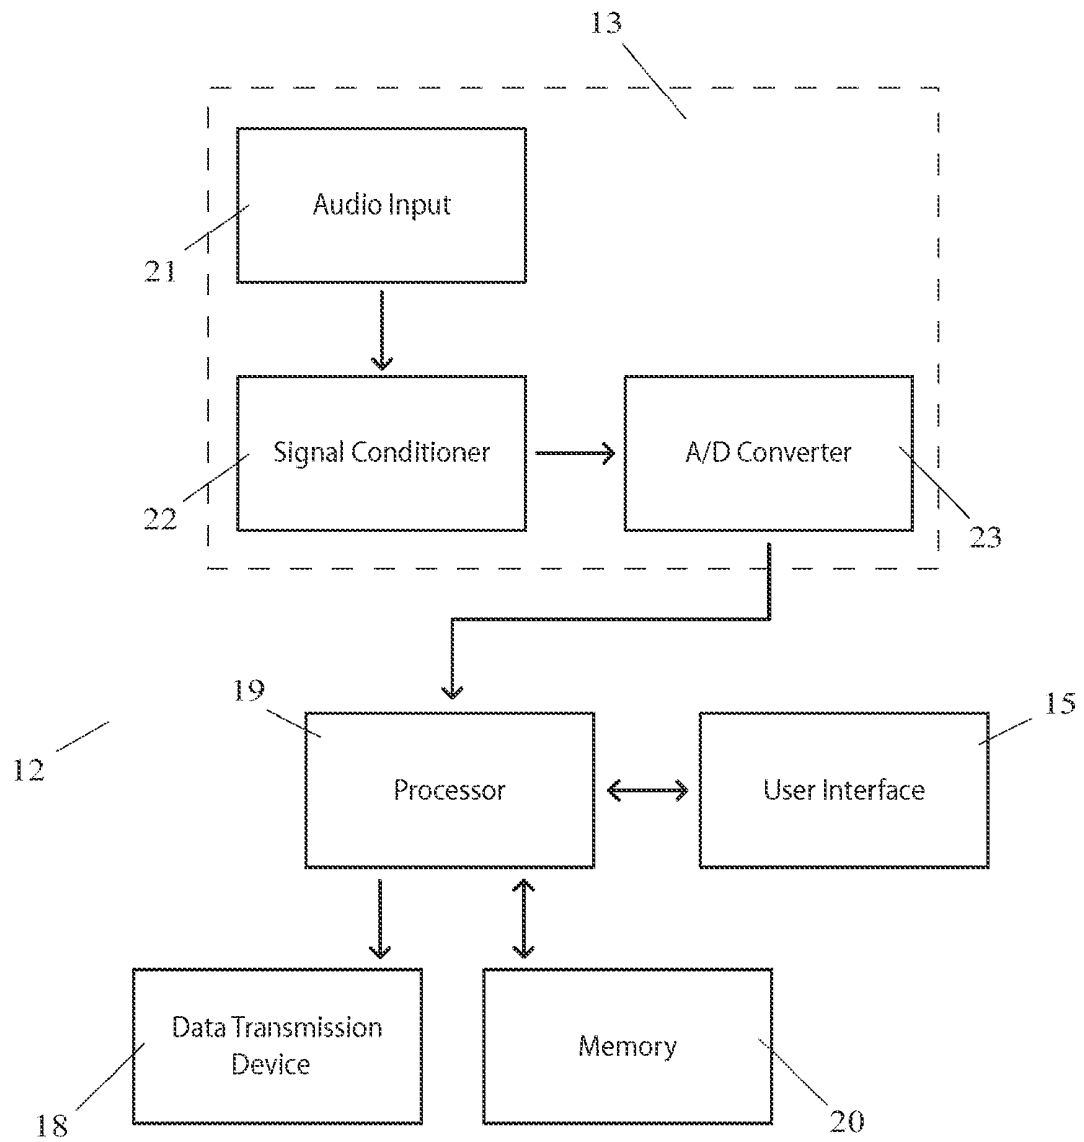 13
Audio Input
21
Signal Conditioner
A/D Converter
22
23
19
15
12
Processor
User Interface
Data Transmission
Device
Memory
18
20